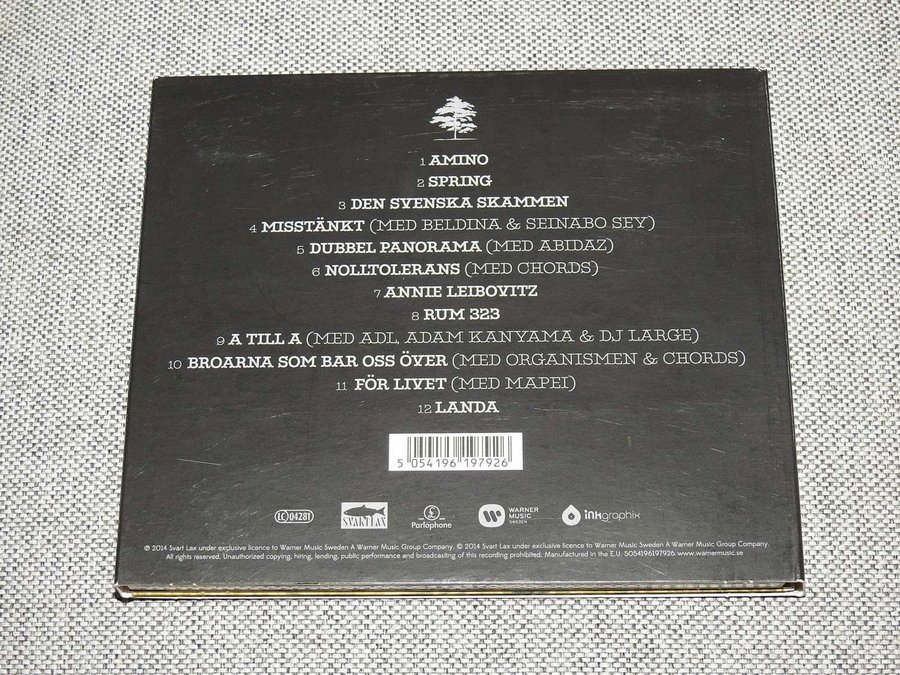 1 AMINO
2 SPRING
3 DEN SVENSKA SKAMMEN
4 MISSTÄNKT (MED BELDINA & SEINABO SEY)
5 DUBBEL PANORAMA (MED ABIDAZ)
6 NOLLTOLERANS (MED CHORDS)
7 ANNIE LEIBOVITZ
8 RUM 323
9 A TILL A (MED ADL, ADAM KANYAMA & DJ LARGE)
10 BROARNA SOM BAR OSS ÖVER (MED ORGANISMEN & CHORDS)
11 FÖR LIVET (MED MAPEI)
12 LANDA
5 054196 197926
LC 04281 SVARTLAX Parlophone WARNER MUSIC SWEDEN inkgraphix
℗ 2014 Svart Lax under exclusive licence to Warner Music Sweden A Warner Music Group Company. © 2014 Svart Lax under exclusive licence to Warner Music Sweden A Warner Music Group Company.
All rights reserved. Unauthorized copying, hiring, lending, public performance and broadcasting of this recording prohibited. Manufactured in the E.U. 5054196197926. www.warnermusic.se